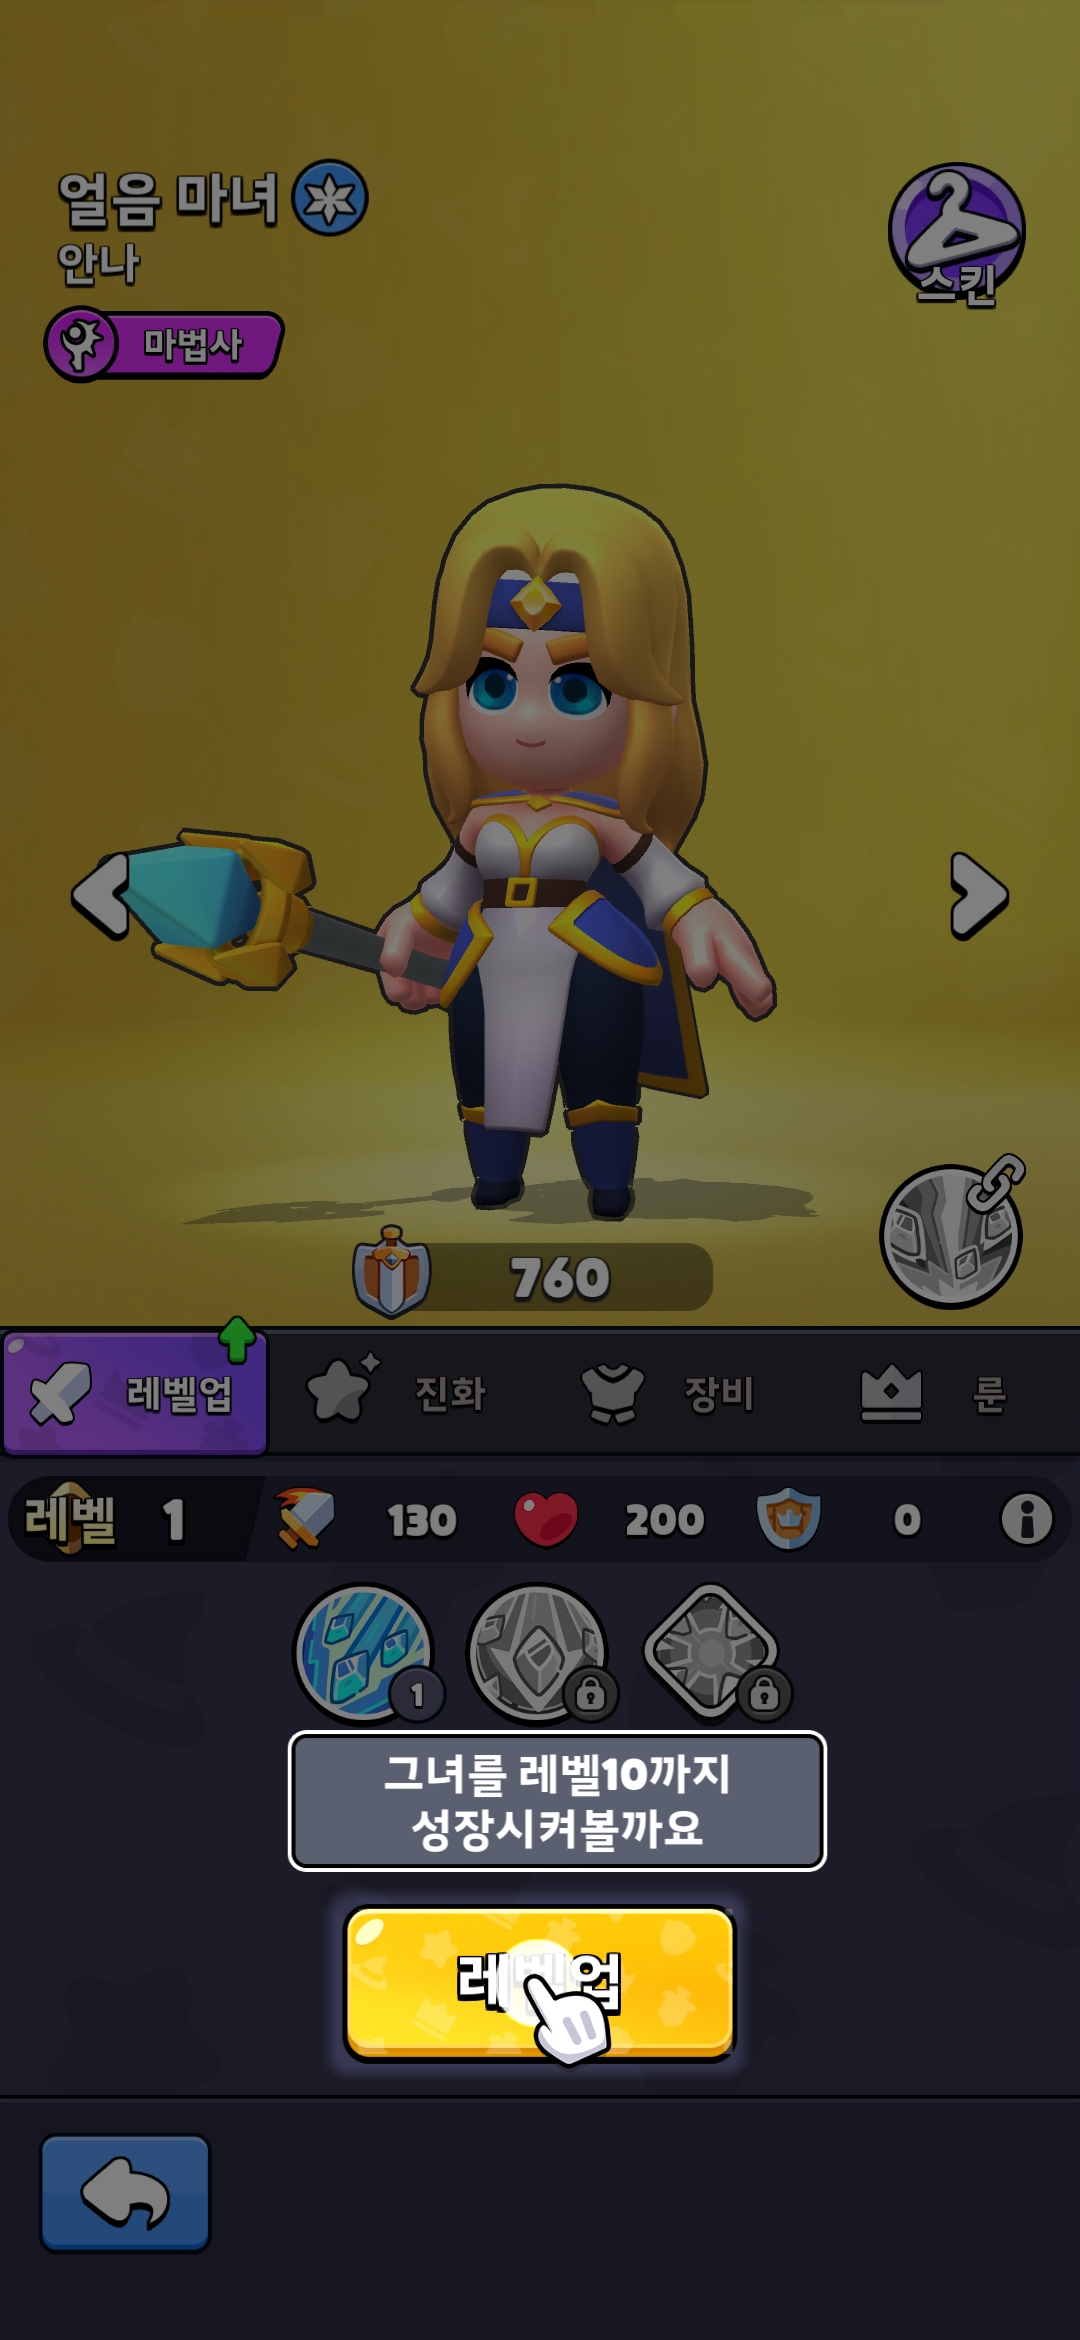 얼음 마녀
안나
스킨
마법사
760
레벨업
진화
장비
룬
레벨 1
130
200
0
1
그녀를 레벨10까지
성장시켜볼까요
레벨업